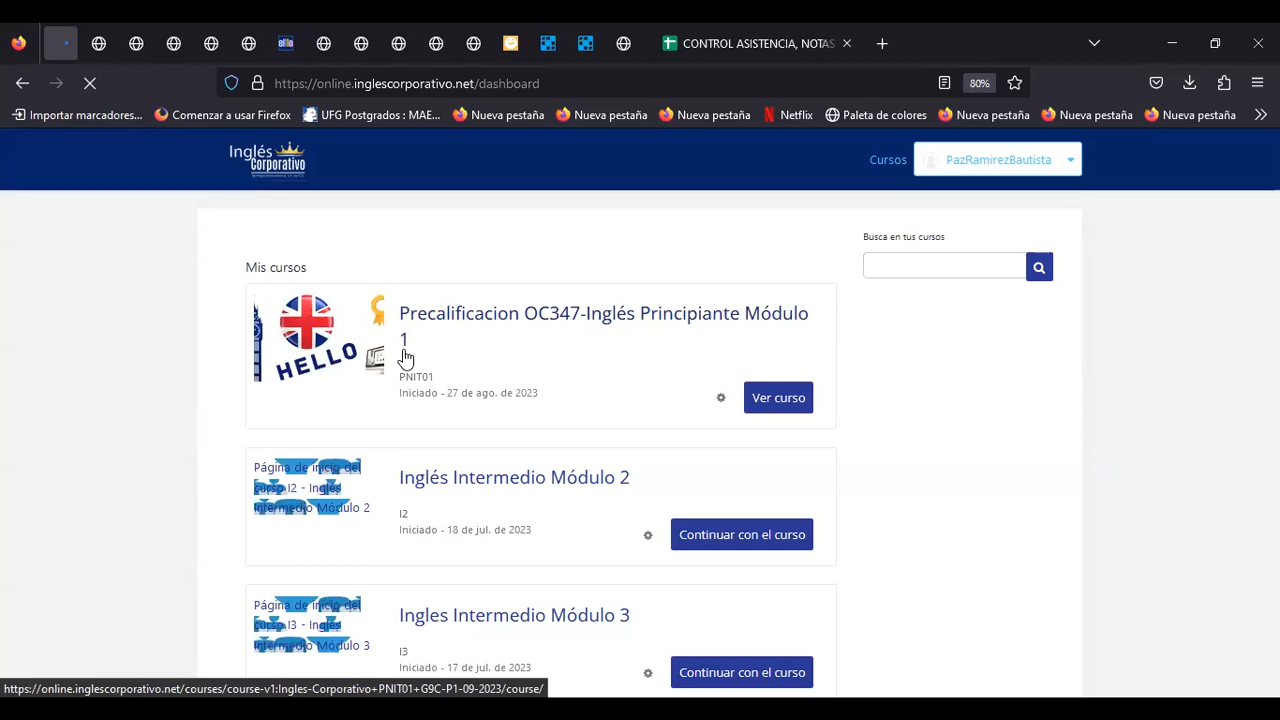 elllo
CONTROL ASISTENCIA, NOTAS
https://online.inglescorporativo.net/dashboard
80%
Importar marcadores...
Comenzar a usar Firefox
UFG Postgrados : MAE...
Nueva pestaña
Nueva pestaña
Nueva pestaña
Netflix
Paleta de colores
Nueva pestaña
Nueva pestaña
Nueva pestaña
Inglés
Corporativo
Cursos
PazRamirezBautista
Busca en tus cursos
Mis cursos
HELLO
Precalificacion OC347-Inglés Principiante Módulo
1
PNIT01
Iniciado - 27 de ago. de 2023
Ver curso
Página de inicio del
curso I2 - Inglés
Intermedio Módulo 2
Inglés Intermedio Módulo 2
I2
Iniciado - 18 de jul. de 2023
Continuar con el curso
Página de inicio del
curso I3 - Ingles
Intermedio Módulo 3
Ingles Intermedio Módulo 3
I3
Iniciado - 17 de jul. de 2023
Continuar con el curso
https://online.inglescorporativo.net/courses/course-v1:Ingles-Corporativo+PNIT01+G9C-P1-09-2023/course/